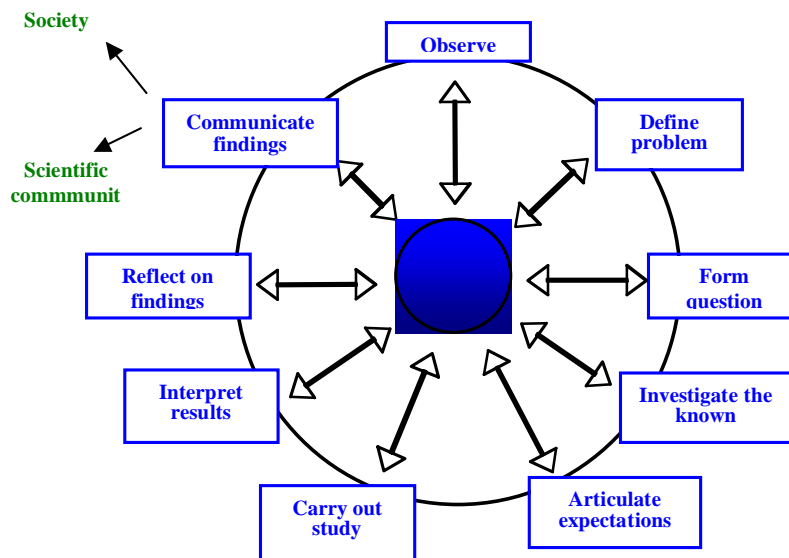 Society
Observe
Communicate
findings
Define
problem
Scientific
commmunit
Reflect on
findings
Form
question
Interpret
results
Investigate the
known
Carry out
study
Articulate
expectations